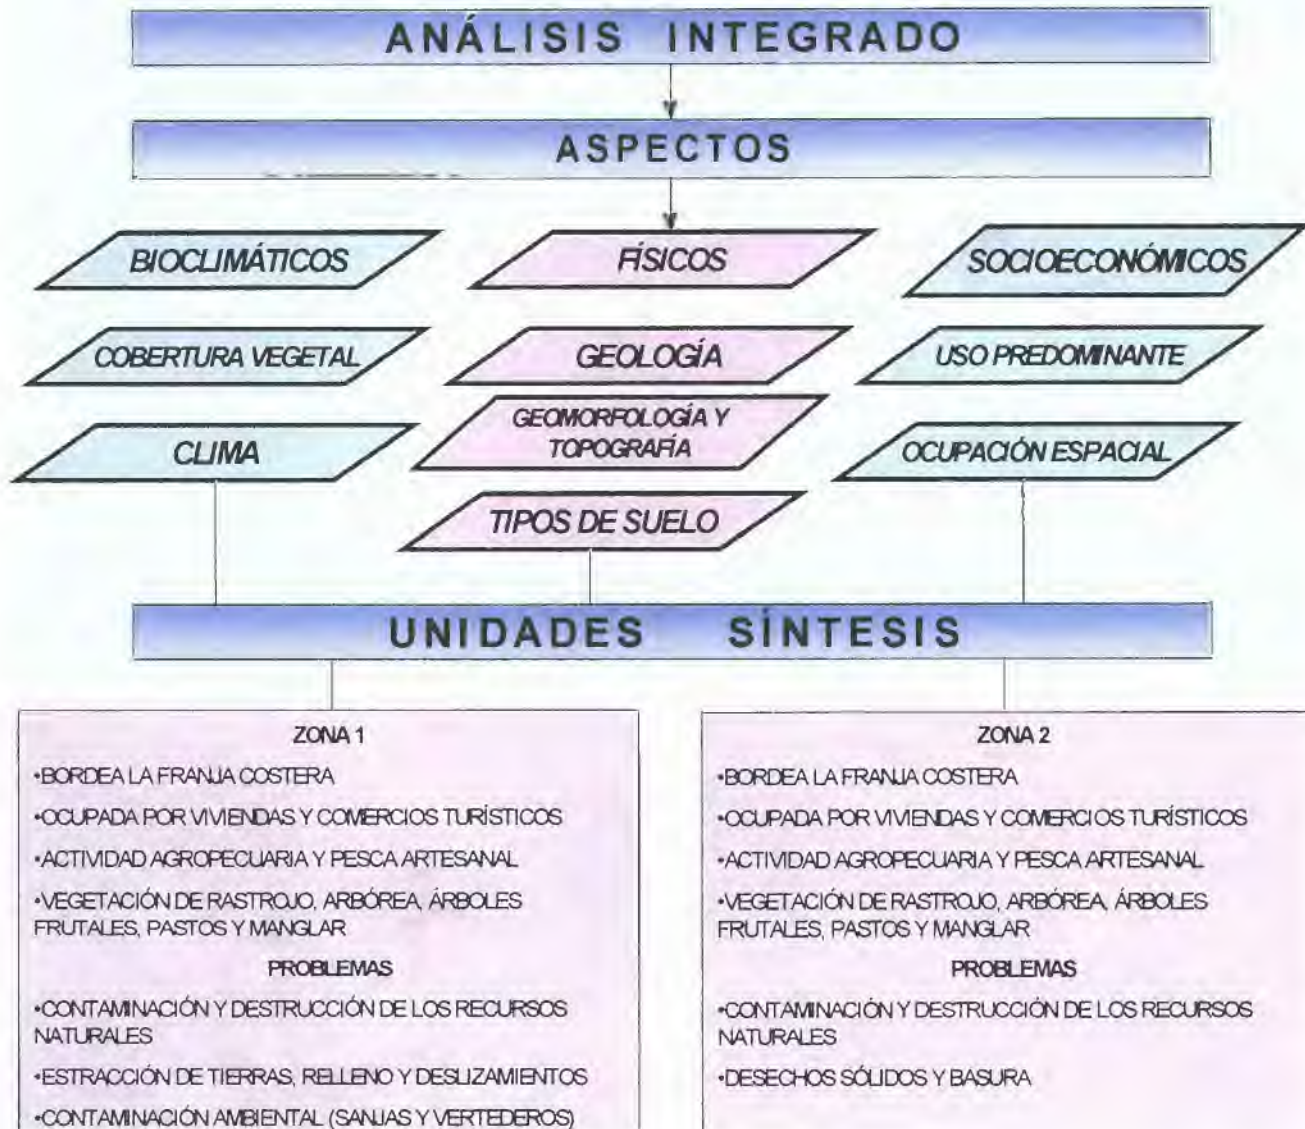 ANÁLISIS INTEGRADO
ASPECTOS
BIOCLIMÁTICOS
FÍSICOS
SOCIOECONÓMICOS
COBERTURA VEGETAL
GEOLOGÍA
USO PREDOMINANTE
CLIMA
GEOMORFOLOGÍA Y
TOPOGRAFÍA
OCUPACIÓN ESPACIAL
TIPOS DE SUELO
UNIDADES SÍNTESIS
ZONA 1
•BORDEA LA FRANJA COSTERA
•OCUPADA POR VIVIENDAS Y COMERCIOS TURÍSTICOS
•ACTIVIDAD AGROPECUARIA Y PESCA ARTESANAL
•VEGETACIÓN DE RASTROJO, ARBÓREA, ÁRBOLES
FRUTALES, PASTOS Y MANGLAR
PROBLEMAS
•CONTAMINACIÓN Y DESTRUCCIÓN DE LOS RECURSOS
NATURALES
•ESTRACCIÓN DE TIERRAS, RELLENO Y DESLIZAMIENTOS
•CONTAMINACIÓN AMBIENTAL (SANJAS Y VERTEDEROS)
ZONA 2
•BORDEA LA FRANJA COSTERA
•OCUPADA POR VIVIENDAS Y COMERCIOS TURÍSTICOS
•ACTIVIDAD AGROPECUARIA Y PESCA ARTESANAL
•VEGETACIÓN DE RASTROJO, ARBÓREA, ÁRBOLES
FRUTALES, PASTOS Y MANGLAR
PROBLEMAS
•CONTAMINACIÓN Y DESTRUCCIÓN DE LOS RECURSOS
NATURALES
•DESECHOS SÓLIDOS Y BASURA